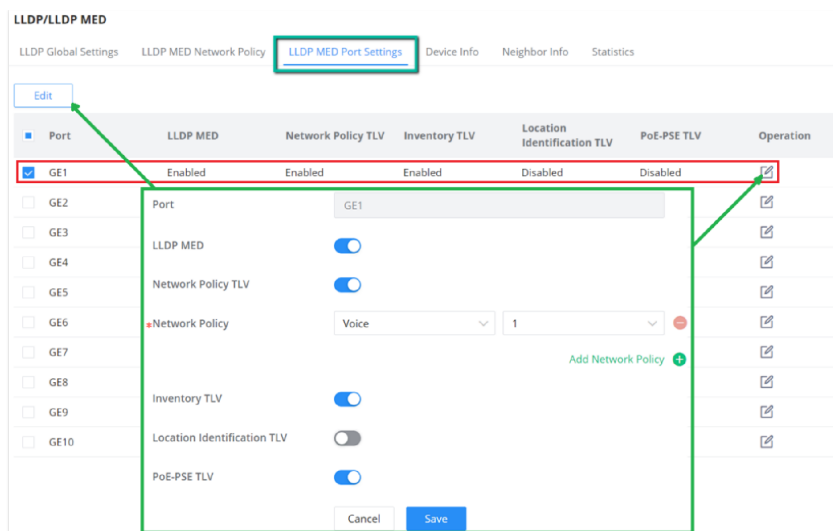 LLDP/LLDP MED
LLDP Global Settings LLDP MED Network Policy LLDP MED Port Settings Device Info Neighbor Info Statistics
Edit
Port LLDP MED Network Policy TLV Inventory TLV Location Identification TLV PoE-PSE TLV Operation
GE1 Enabled Enabled Enabled Disabled Disabled
GE2
GE3
GE4
GE5
GE6
GE7
GE8
GE9
GE10
Port GE1
LLDP MED
Network Policy TLV
*Network Policy Voice 1
Add Network Policy
Inventory TLV
Location Identification TLV
PoE-PSE TLV
Cancel Save